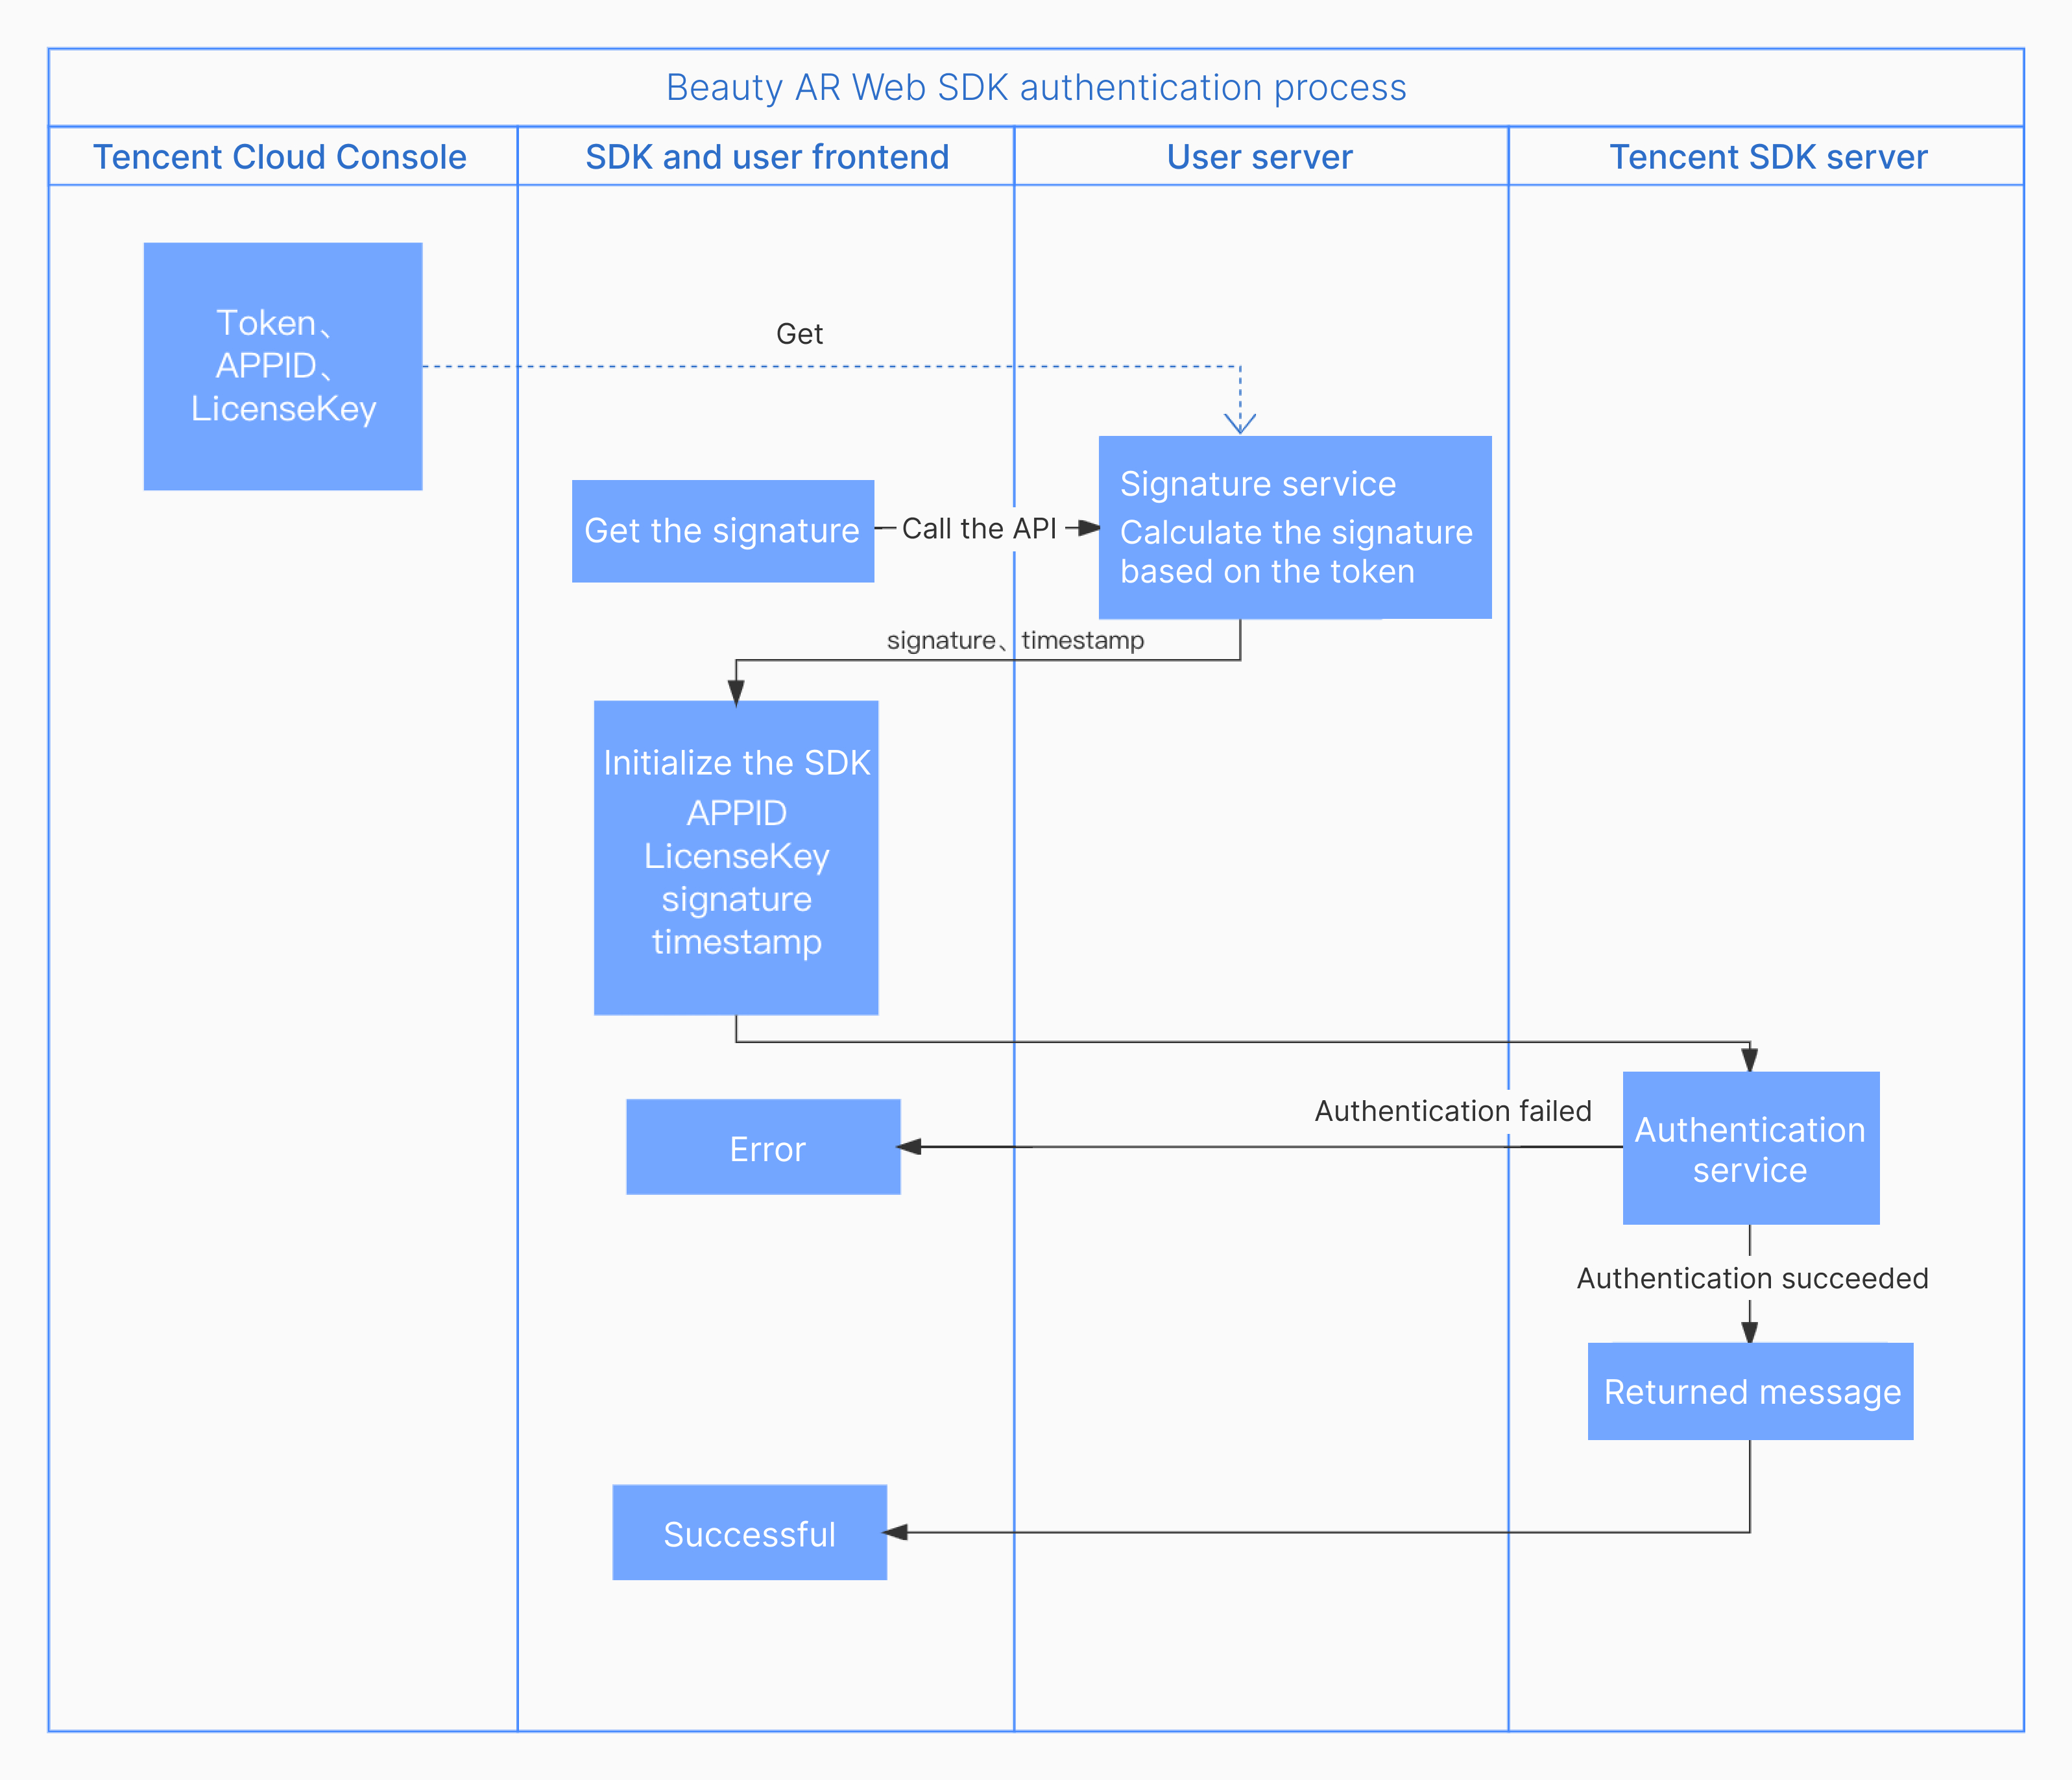 Beauty AR Web SDK authentication process
Tencent Cloud Console
SDK and user frontend
User server
Tencent SDK server
Token、
APPID、
LicenseKey
Get
Get the signature
Call the API
Signature service
Calculate the signature
based on the token
signature、timestamp
Initialize the SDK
APPID
LicenseKey
signature
timestamp
Authentication failed
Error
Authentication
service
Authentication succeeded
Returned message
Successful